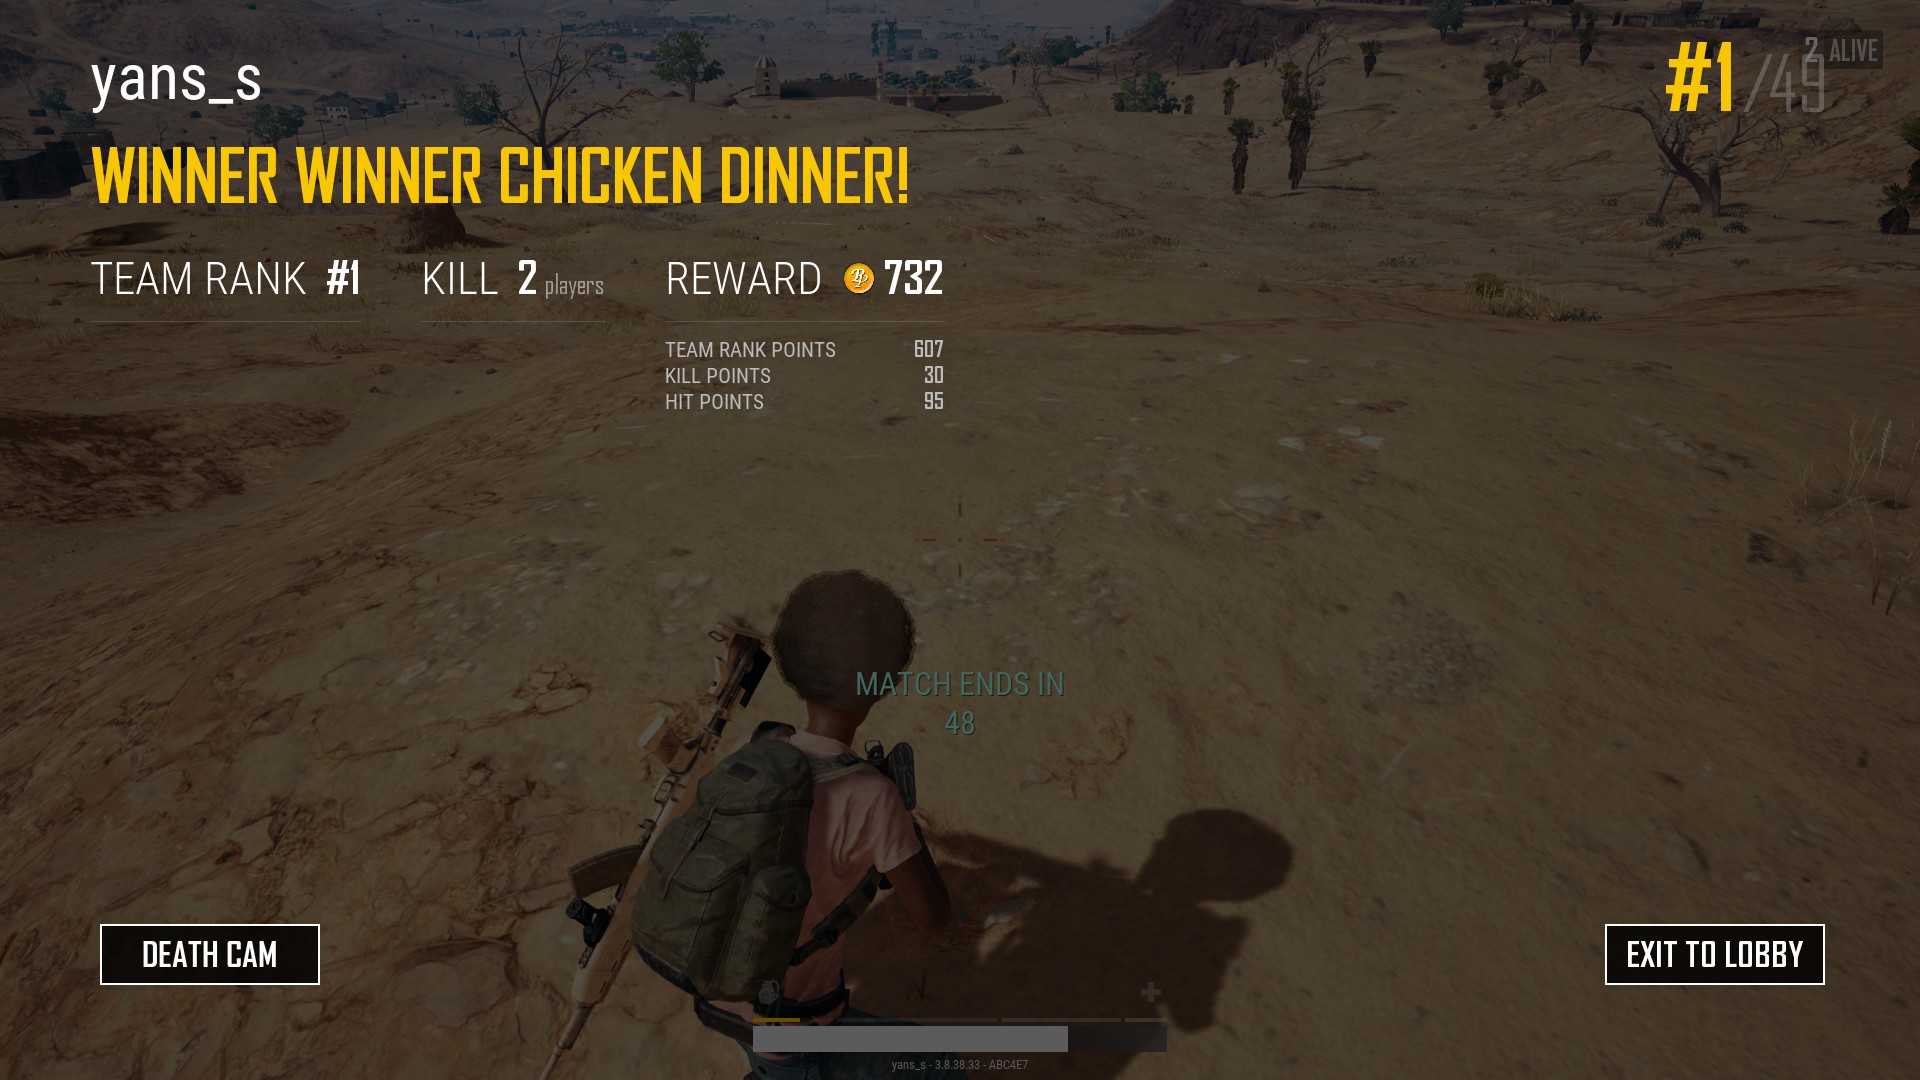 yans_s
#1/49
2 ALIVE
WINNER WINNER CHICKEN DINNER!
TEAM RANK #1 KILL 2 players REWARD 732
TEAM RANK POINTS 607
KILL POINTS 30
HIT POINTS 95
MATCH ENDS IN
48
DEATH CAM
EXIT TO LOBBY
yans_s - 3.8.38.33 - ABC4E7